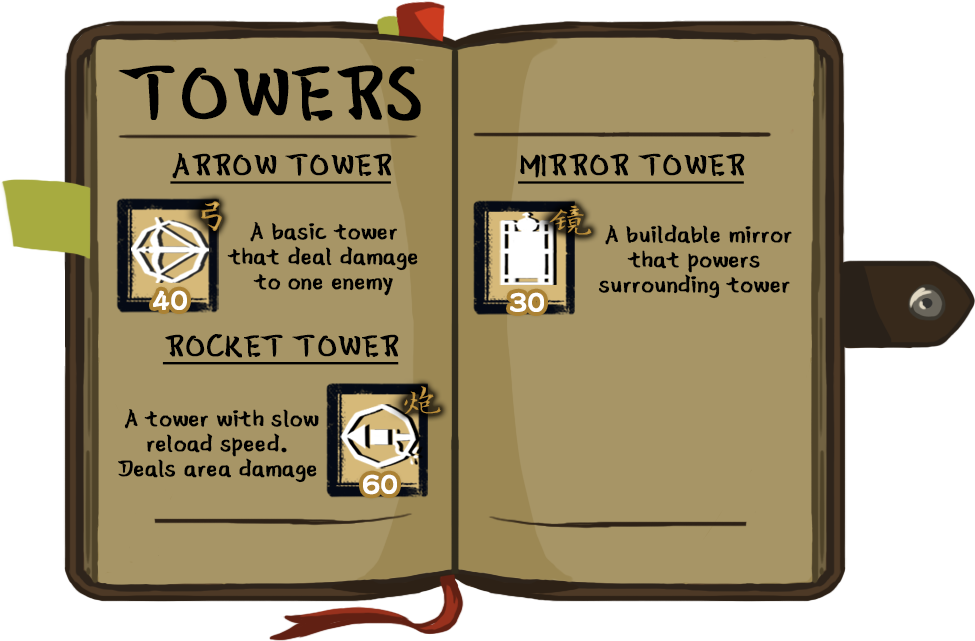 TOWERS
ARROW TOWER
弓
A basic tower
that deal damage
to one enemy
40
ROCKET TOWER
炮
A tower with slow
reload speed.
Deals area damage
60
MIRROR TOWER
鏡
A buildable mirror
that powers
surrounding tower
30